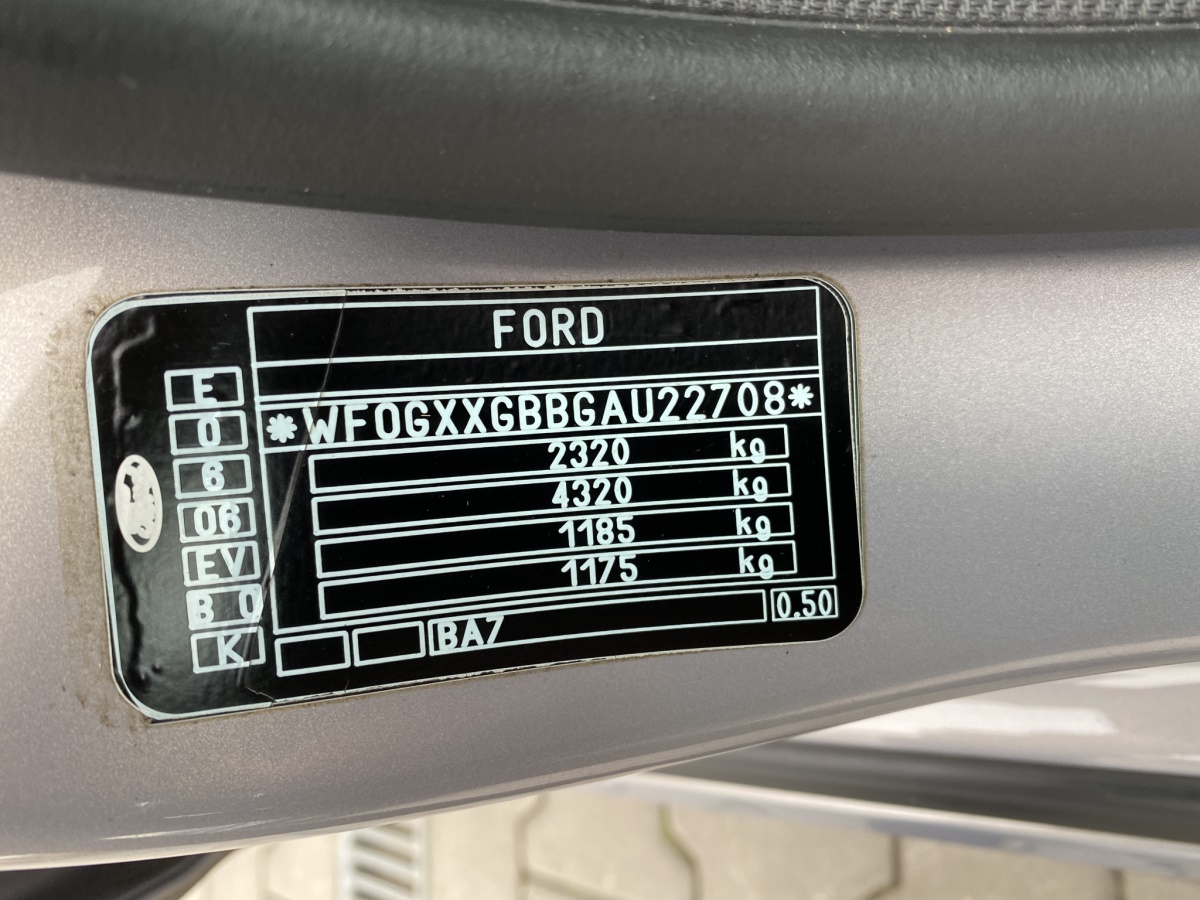 FORD
*WF0GXXGBBGAU22708*
2320 kg
4320 kg
1185 kg
1175 kg
E
0
6
06
EV
B 0
K
BA7
0.50